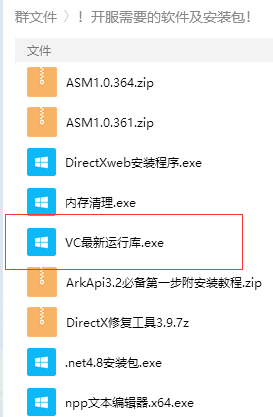 群文件 〉！开服需要的软件及安装包！
文件
ASM1.0.364.zip
ASM1.0.361.zip
DirectXweb安装程序.exe
内存清理.exe
VC最新运行库.exe
ArkApi3.2必备第一步附安装教程.zip
DirectX修复工具3.9.7z
.net4.8安装包.exe
npp文本编辑器.x64.exe